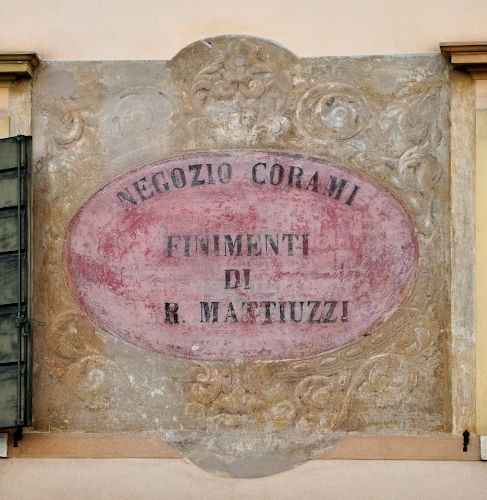 NEGOZIO CORAMI
FINIMENTI
DI
R. MATTIUZZI